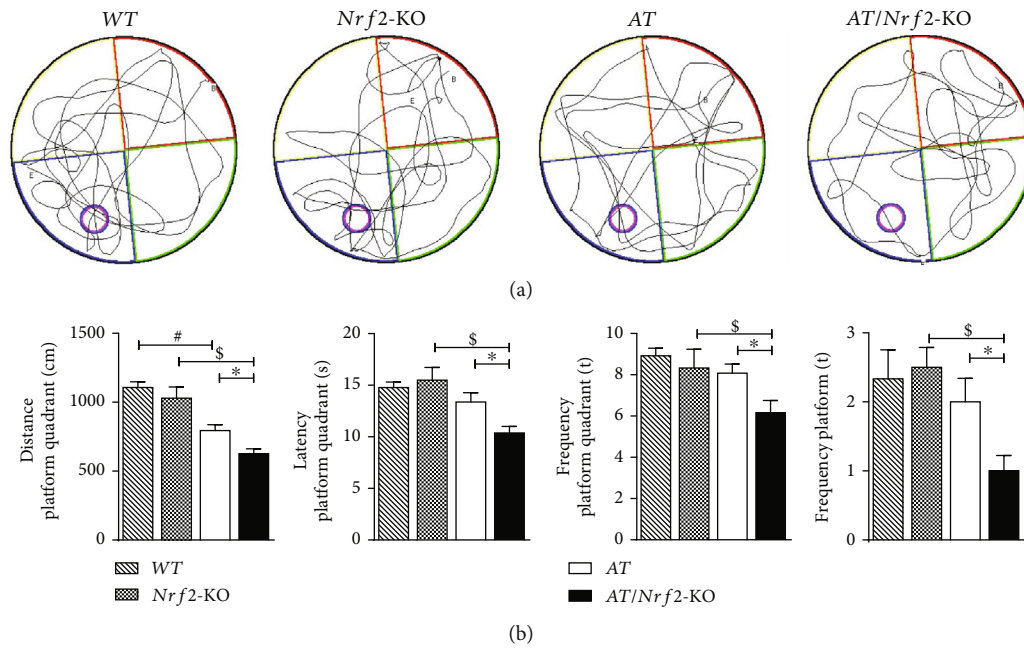 WT
Nrf2-KO
AT
AT/Nrf2-KO
B
E
B
E
B
E
B
E
(a)
Distance
platform quadrant (cm)
1500
1000
500
0
#
$
*
Latency
platform quadrant (s)
20
15
10
5
0
$
*
Frequency
platform quadrant (t)
10
8
6
4
2
0
$
*
Frequency platform (t)
3
2
1
0
$
*
WT
Nrf2-KO
AT
AT/Nrf2-KO
(b)